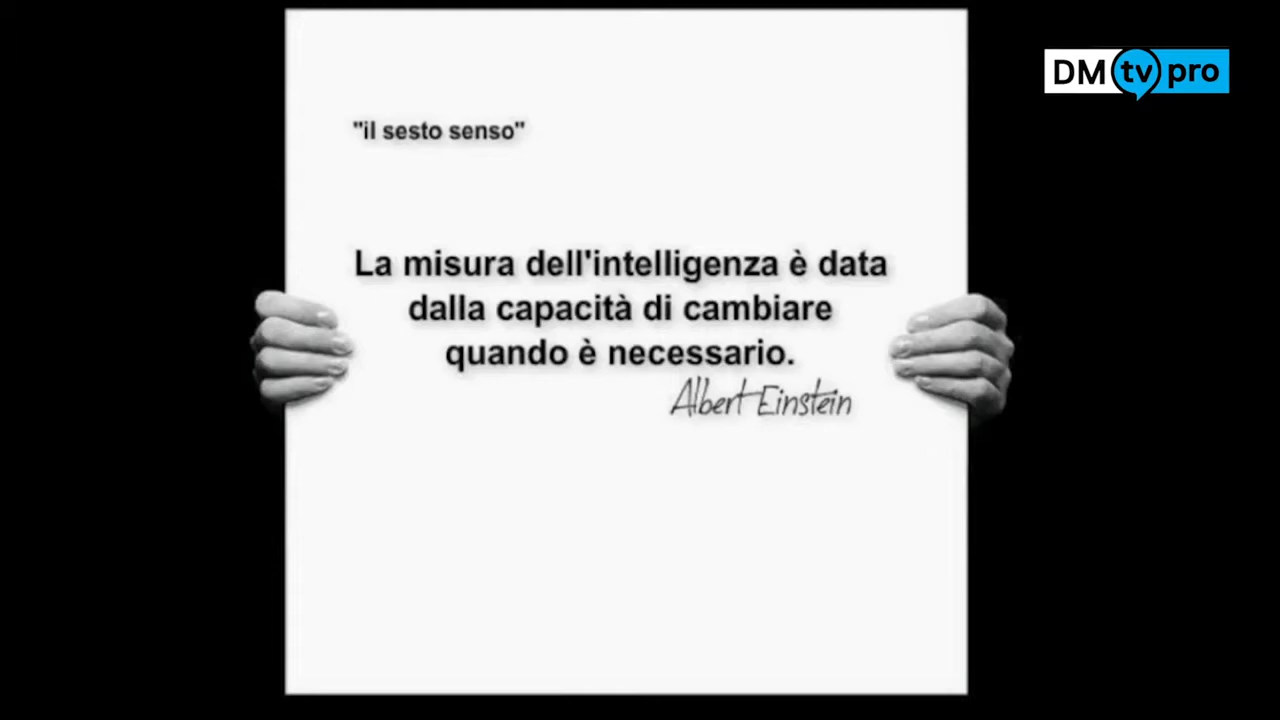 DM tv pro
"il sesto senso"
La misura dell'intelligenza è data
dalla capacità di cambiare
quando è necessario.
Albert Einstein